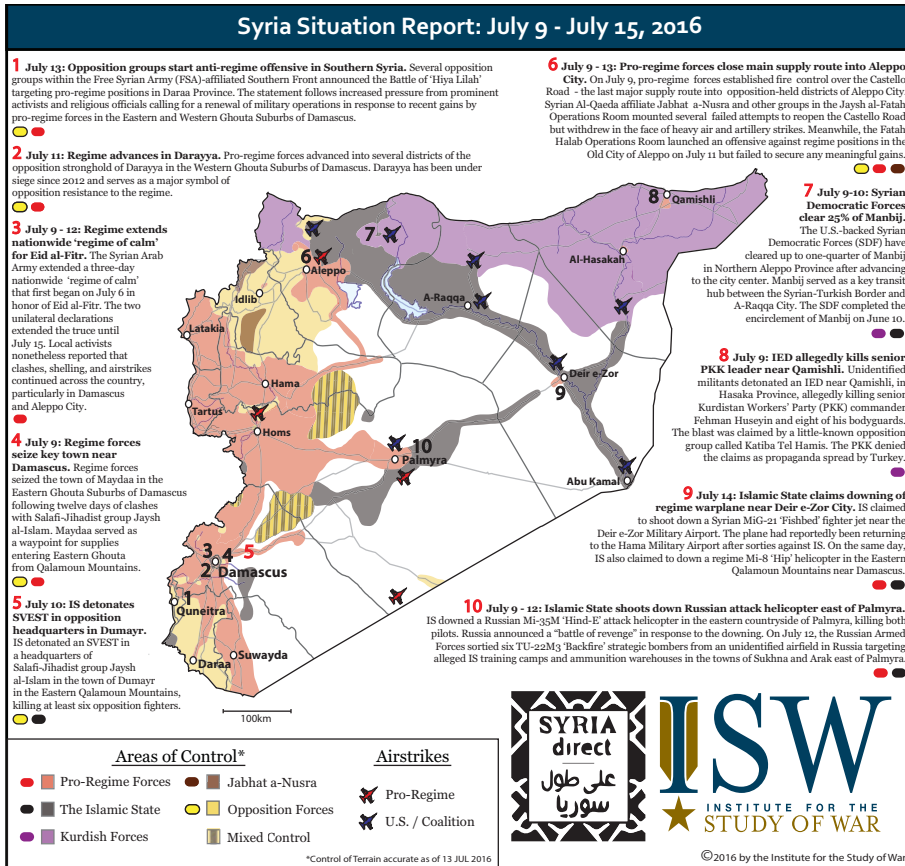 Syria Situation Report: July 9 - July 15, 2016
1 July 13: Opposition groups start anti-regime offensive in Southern Syria. Several opposition
groups within the Free Syrian Army (FSA)-affiliated Southern Front announced the Battle of 'Hiya Lilah'
targeting pro-regime positions in Daraa Province. The statement follows increased pressure from prominent
activists and religious officials calling for a renewal of military operations in response to recent gains by
pro-regime forces in the Eastern and Western Ghouta Suburbs of Damascus.
2 July 11: Regime advances in Darayya. Pro-regime forces advanced into several districts of the
opposition stronghold of Darayya in the Western Ghouta Suburbs of Damascus. Darayya has been under
siege since 2012 and serves as a major symbol of
opposition resistance to the regime.
3 July 9 - 12: Regime extends
nationwide 'regime of calm'
for Eid al-Fitr. The Syrian Arab
Army extended a three-day
nationwide 'regime of calm'
that first began on July 6 in
honor of Eid al-Fitr. The two
unilateral declarations
extended the truce until
July 15. Local activists
nonetheless reported that
clashes, shelling, and airstrikes
continued across the country,
particularly in Damascus
and Aleppo City.
4 July 9: Regime forces
seize key town near
Damascus. Regime forces
seized the town of Maydaa in the
Eastern Ghouta Suburbs of Damascus
following twelve days of clashes
with Salafi-Jihadist group Jaysh
al-Islam. Maydaa served as
a waypoint for supplies
entering Eastern Ghouta
from Qalamoun Mountains.
5 July 10: IS detonates
SVEST in opposition
headquarters in Dumayr.
IS detonated an SVEST in
a headquarters of
Salafi-Jihadist group Jaysh
al-Islam in the town of Dumayr
in the Eastern Qalamoun Mountains,
killing at least six opposition fighters.
6 July 9 - 13: Pro-regime forces close main supply route into Aleppo
City. On July 9, pro-regime forces established fire control over the Castello
Road - the last major supply route into opposition-held districts of Aleppo City.
Syrian Al-Qaeda affiliate Jabhat a-Nusra and other groups in the Jaysh al-Fatah
Operations Room mounted several failed attempts to reopen the Castello Road
but withdrew in the face of heavy air and artillery strikes. Meanwhile, the Fatah
Halab Operations Room launched an offensive against regime positions in the
Old City of Aleppo on July 11 but failed to secure any meaningful gains.
7 July 9-10: Syrian
Democratic Forces
clear 25% of Manbij.
The U.S.-backed Syrian
Democratic Forces (SDF) have
cleared up to one-quarter of Manbij
in Northern Aleppo Province after advancing
to the city center. Manbij served as a key transit
hub between the Syrian-Turkish Border and
A-Raqqa City. The SDF completed the
encirclement of Manbij on June 10.
8 July 9: IED allegedly kills senior
PKK leader near Qamishli. Unidentified
militants detonated an IED near Qamishli, in
Hasaka Province, allegedly killing senior
Kurdistan Workers' Party (PKK) commander
Fehman Huseyin and eight of his bodyguards.
The blast was claimed by a little-known opposition
group called Katiba Tel Hamis. The PKK denied
the claims as propaganda spread by Turkey.
9 July 14: Islamic State claims downing of
regime warplane near Deir e-Zor City. IS claimed
to shoot down a Syrian MiG-21 'Fishbed' fighter jet near the
Deir e-Zor Military Airport. The plane had reportedly been returning
to the Hama Military Airport after sorties against IS. On the same day,
IS also claimed to down a regime Mi-8 'Hip' helicopter in the Eastern
Qalamoun Mountains near Damascus.
10 July 9 - 12: Islamic State shoots down Russian attack helicopter east of Palmyra.
IS downed a Russian Mi-35M 'Hind-E' attack helicopter in the eastern countryside of Palmyra, killing both
pilots. Russia announced a "battle of revenge" in response to the downing. On July 12, the Russian Armed
Forces sortied six TU-22M3 'Backfire' strategic bombers from an unidentified airfield in Russia targeting
alleged IS training camps and ammunition warehouses in the towns of Sukhna and Arak east of Palmyra.
8
Qamishli
7
Al-Hasakah
6
Aleppo
A-Raqqa
Idlib
Latakia
Deir e-Zor
9
Hama
Tartus
Homs
10
Palmyra
Abu Kamal
3 4 5
2 Damascus
1
Quneitra
Suwayda
Daraa
100km
Areas of Control*
Pro-Regime Forces
The Islamic State
Kurdish Forces
Jabhat a-Nusra
Opposition Forces
Mixed Control
Airstrikes
Pro-Regime
U.S. / Coalition
*Control of Terrain accurate as of 13 JUL 2016
SYRIA
direct
على طول
سوريا
ISW
INSTITUTE FOR THE
STUDY OF WAR
©2016 by the Institute for the Study of War